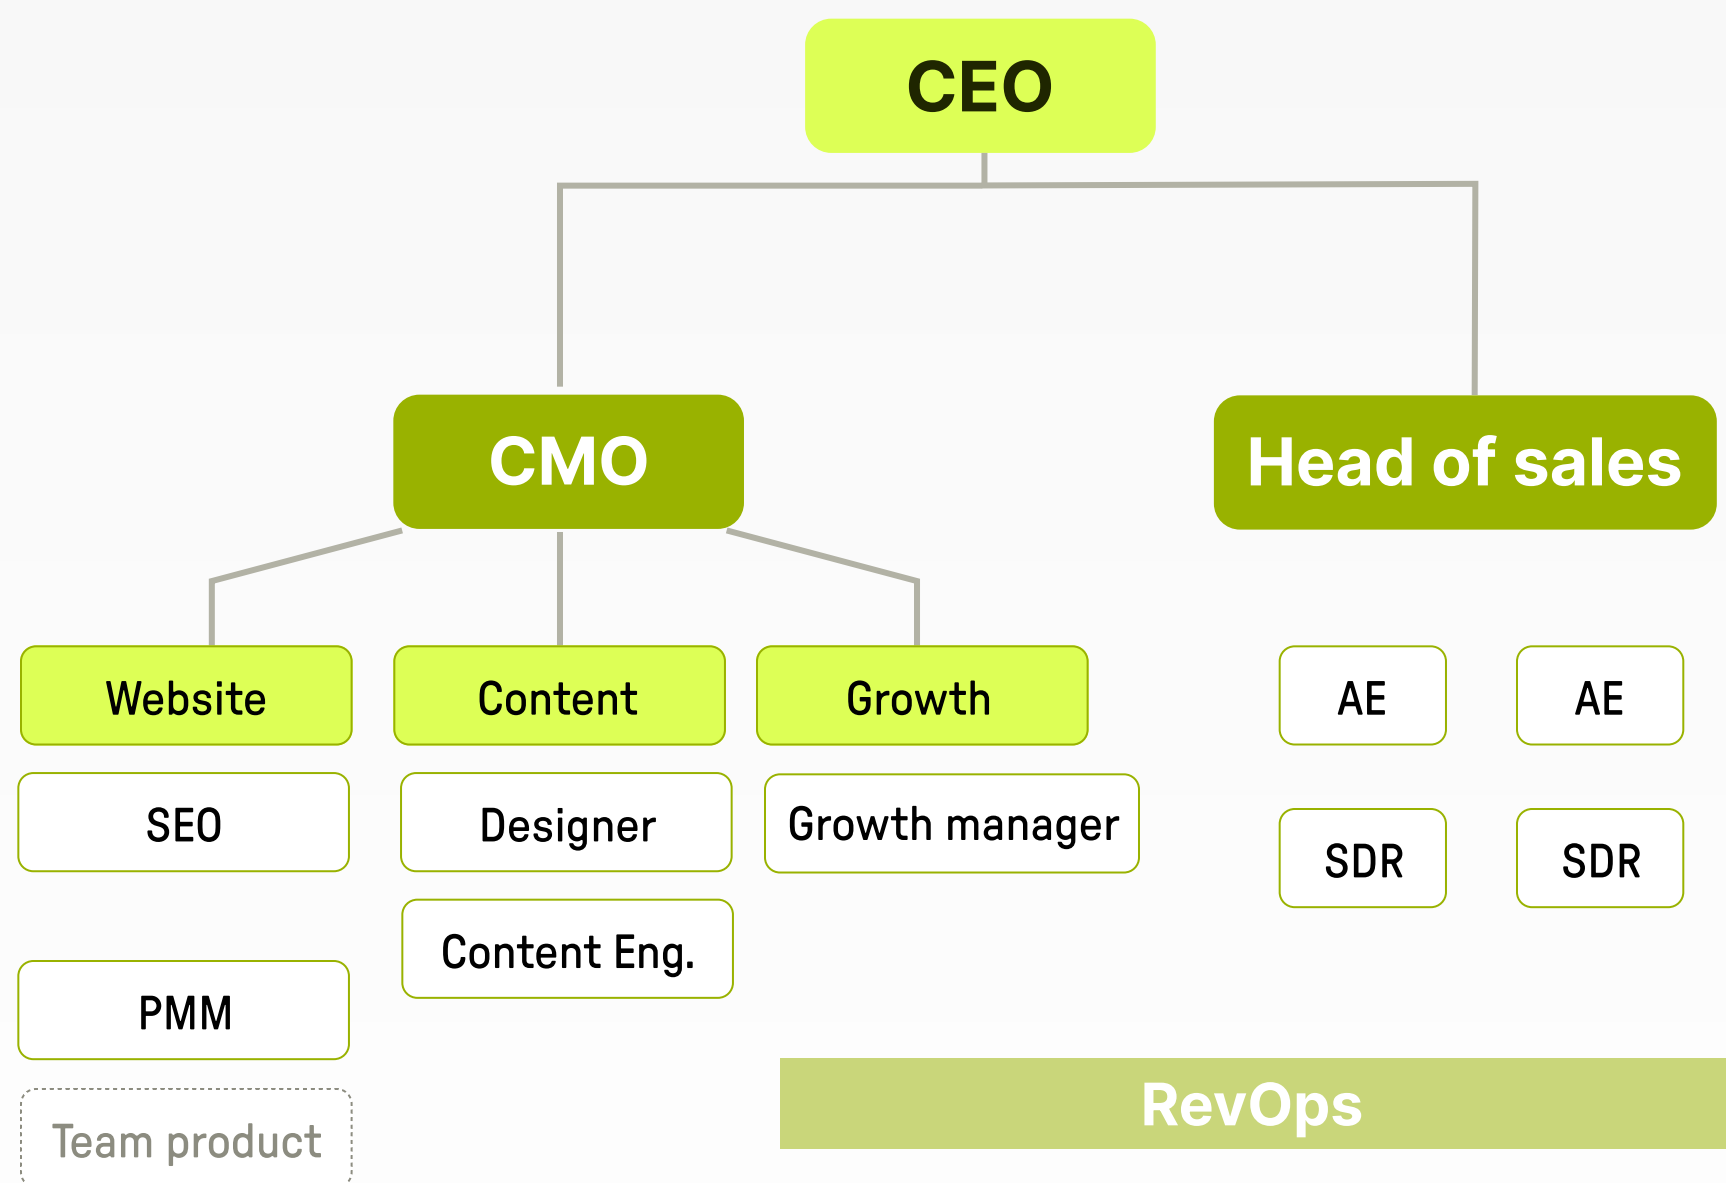 CEO
CMO
Head of sales
Website
Content
Growth
AE
AE
SEO
Designer
Growth manager
SDR
SDR
Content Eng.
PMM
RevOps
Team product